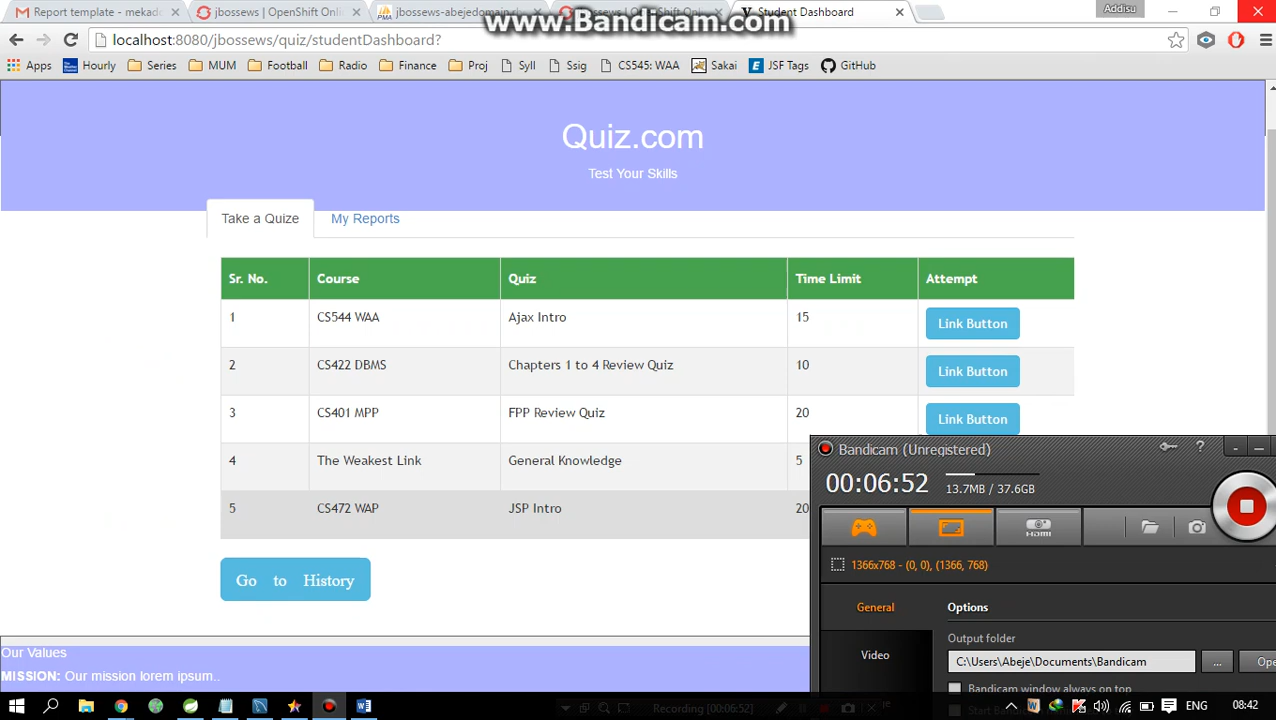 www.Bandicam.com
Report template - mekad
jbossews | OpenShift Onli
jbossews-abejedomain.r
Student Dashboard
Addisu
localhost:8080/jbossews/quiz/studentDashboard?
Apps Hourly Series MUM Football Radio Finance Proj Syll Ssig CS545: WAA Sakai JSF Tags GitHub
Quiz.com
Test Your Skills
Take a Quize My Reports
Sr. No. Course Quiz Time Limit Attempt
1 CS544 WAA Ajax Intro 15 Link Button
2 CS422 DBMS Chapters 1 to 4 Review Quiz 10 Link Button
3 CS401 MPP FPP Review Quiz 20 Link Button
4 The Weakest Link General Knowledge 5
5 CS472 WAP JSP Intro 20
Go to History
Our Values
MISSION: Our mission lorem ipsum..
Bandicam (Unregistered)
00:06:52 13.7MB / 37.6GB
HDMI
1366x768 - (0, 0), (1366, 768)
General
Options
Output folder
Video
C:\Users\Abeje\Documents\Bandicam ... Ope
Bandicam window always on top
Recording [00:06:52]
ENG 08:42